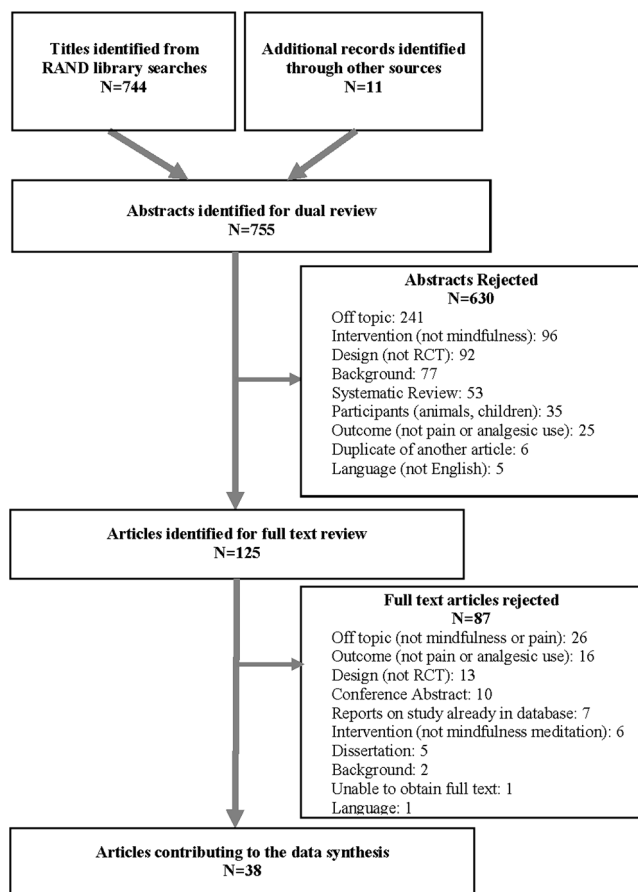 Titles identified from
RAND library searches
N=744
Additional records identified
through other sources
N=11
Abstracts identified for dual review
N=755
Abstracts Rejected
N=630
Off topic: 241
Intervention (not mindfulness): 96
Design (not RCT): 92
Background: 77
Systematic Review: 53
Participants (animals, children): 35
Outcome (not pain or analgesic use): 25
Duplicate of another article: 6
Language (not English): 5
Articles identified for full text review
N=125
Full text articles rejected
N=87
Off topic (not mindfulness or pain): 26
Outcome (not pain or analgesic use): 16
Design (not RCT): 13
Conference Abstract: 10
Reports on study already in database: 7
Intervention (not mindfulness meditation): 6
Dissertation: 5
Background: 2
Unable to obtain full text: 1
Language: 1
Articles contributing to the data synthesis
N=38